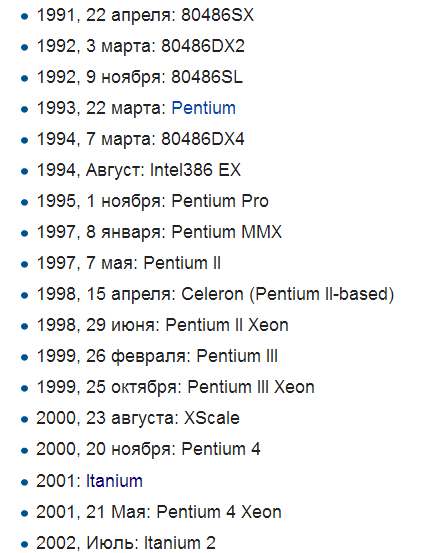 1991, 22 апреля: 80486SX
1992, 3 марта: 80486DX2
1992, 9 ноября: 80486SL
1993, 22 марта: Pentium
1994, 7 марта: 80486DX4
1994, Август: Intel386 EX
1995, 1 ноября: Pentium Pro
1997, 8 января: Pentium MMX
1997, 7 мая: Pentium II
1998, 15 апреля: Celeron (Pentium II-based)
1998, 29 июня: Pentium II Xeon
1999, 26 февраля: Pentium III
1999, 25 октября: Pentium III Xeon
2000, 23 августа: XScale
2000, 20 ноября: Pentium 4
2001: Itanium
2001, 21 Мая: Pentium 4 Xeon
2002, Июль: Itanium 2